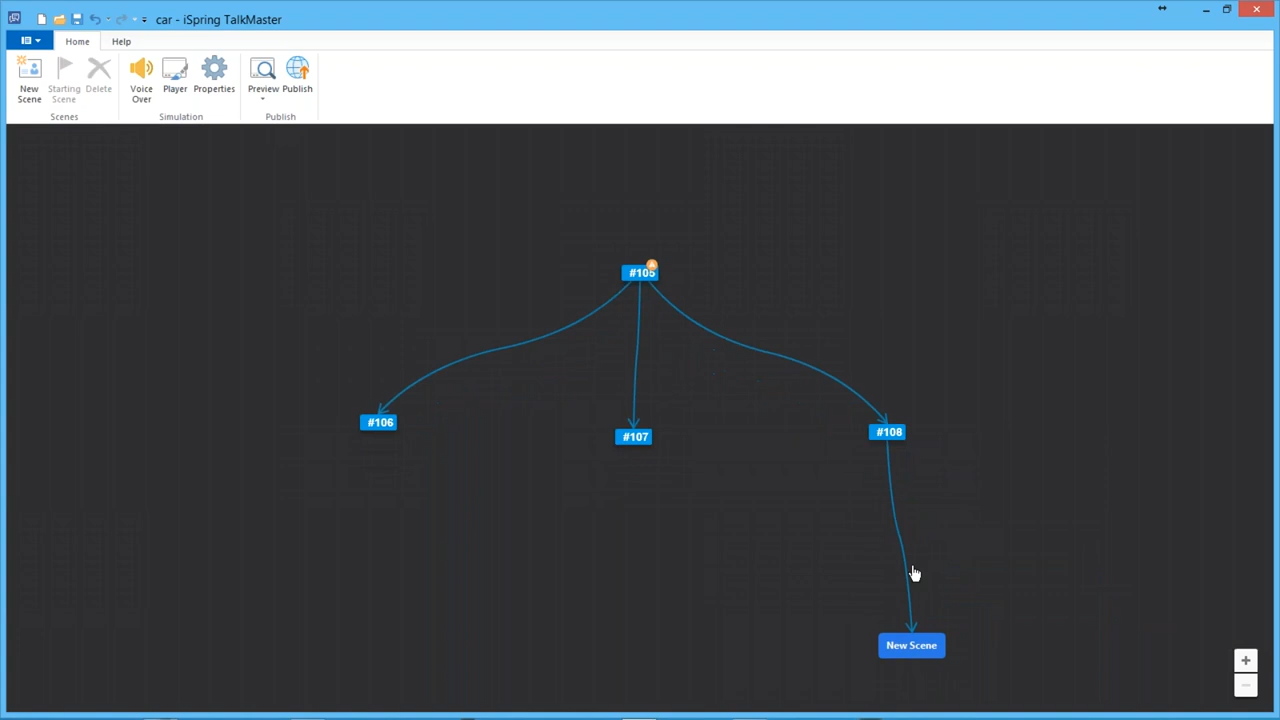 car - iSpring TalkMaster
Home Help
New Scene
Starting Scene
Delete
Voice Over
Player
Properties
Preview
Publish
Scenes
Simulation
Publish
#105
#106
#107
#108
New Scene